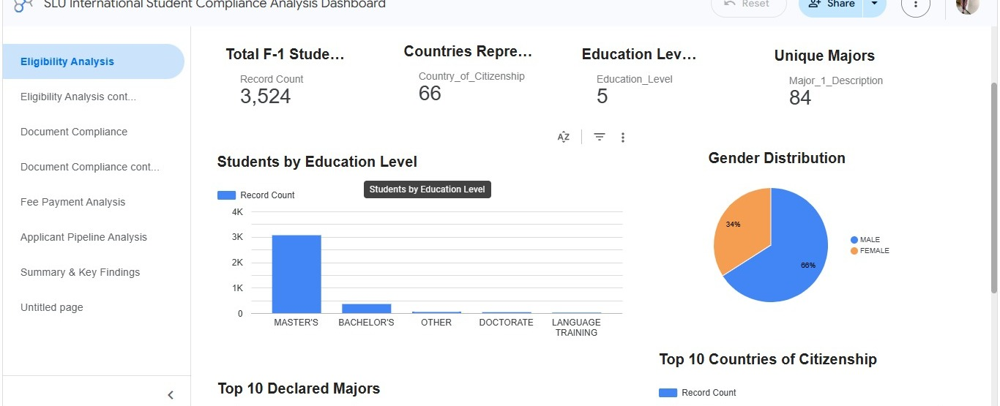 SLU International Student Compliance Analysis Dashboard
Reset
Share
Eligibility Analysis
Eligibility Analysis cont...
Document Compliance
Document Compliance cont...
Fee Payment Analysis
Applicant Pipeline Analysis
Summary & Key Findings
Untitled page
Total F-1 Stude...
Record Count
3,524
Countries Repre...
Country_of_Citizenship
66
Education Lev...
Education_Level
5
Unique Majors
Major_1_Description
84
AZ
Students by Education Level
Students by Education Level
Record Count
4K
3K
2K
1K
0
MASTER'S
BACHELOR'S
OTHER
DOCTORATE
LANGUAGE
TRAINING
Gender Distribution
34%
66%
MALE
FEMALE
Top 10 Declared Majors
Top 10 Countries of Citizenship
Record Count